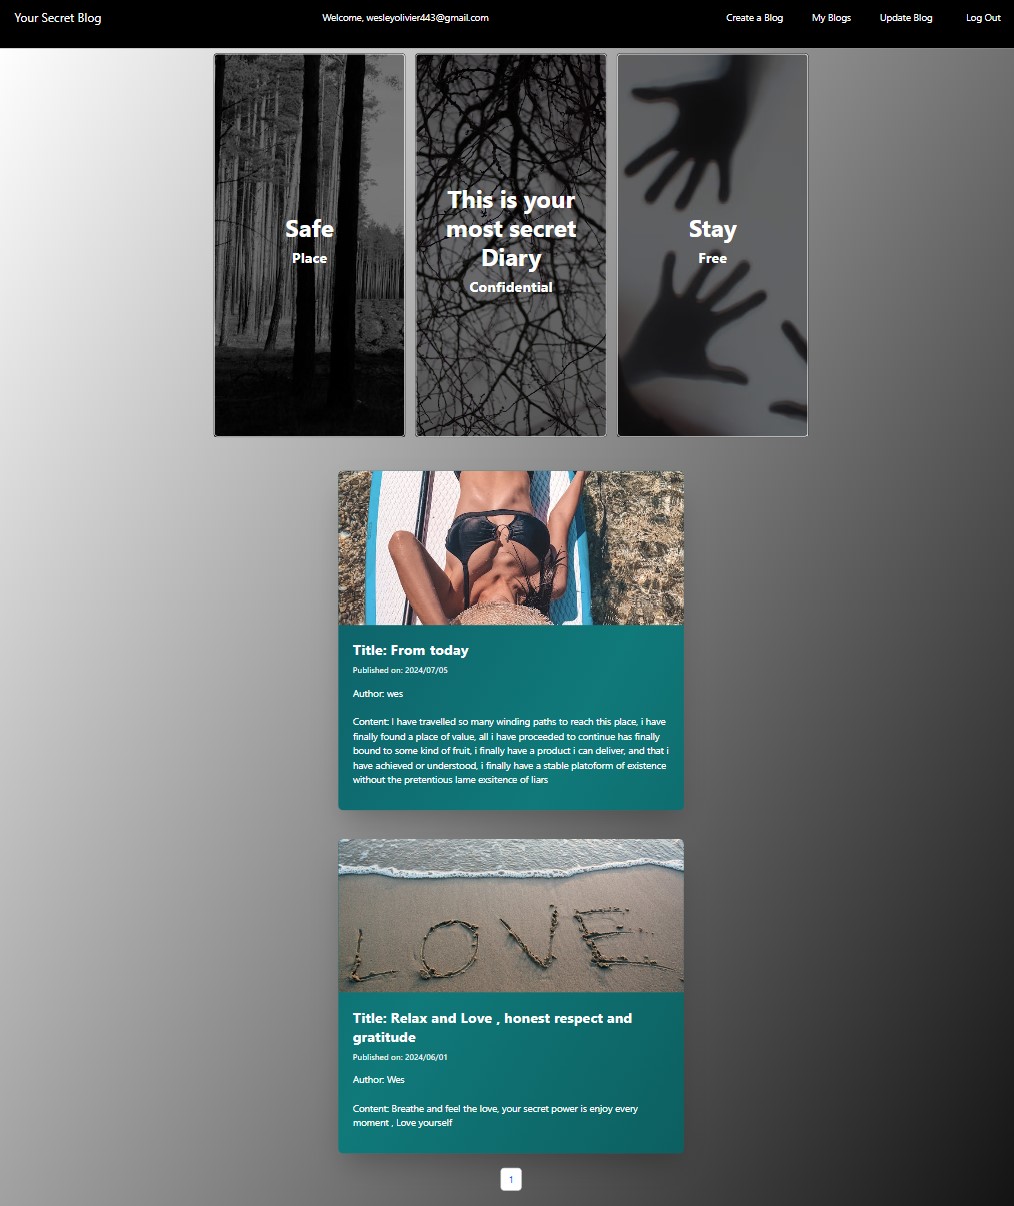 Your Secret Blog
Welcome, wesleyolivier443@gmail.com
Create a Blog
My Blogs
Update Blog
Log Out
Safe
Place
This is your
most secret
Diary
Confidential
Stay
Free
Title: From today
Published on: 2024/07/05
Author: wes
Content: I have travelled so many winding paths to reach this place, i have
finally found a place of value, all i have proceeded to continue has finally
bound to some kind of fruit, i finally have a product i can deliver, and that i
have achieved or understood, i finally have a stable platoform of existence
without the pretentious lame exsitence of liars
LOVE
Title: Relax and Love , honest respect and
gratitude
Published on: 2024/06/01
Author: Wes
Content: Breathe and feel the love, your secret power is enjoy every
moment , Love yourself
1